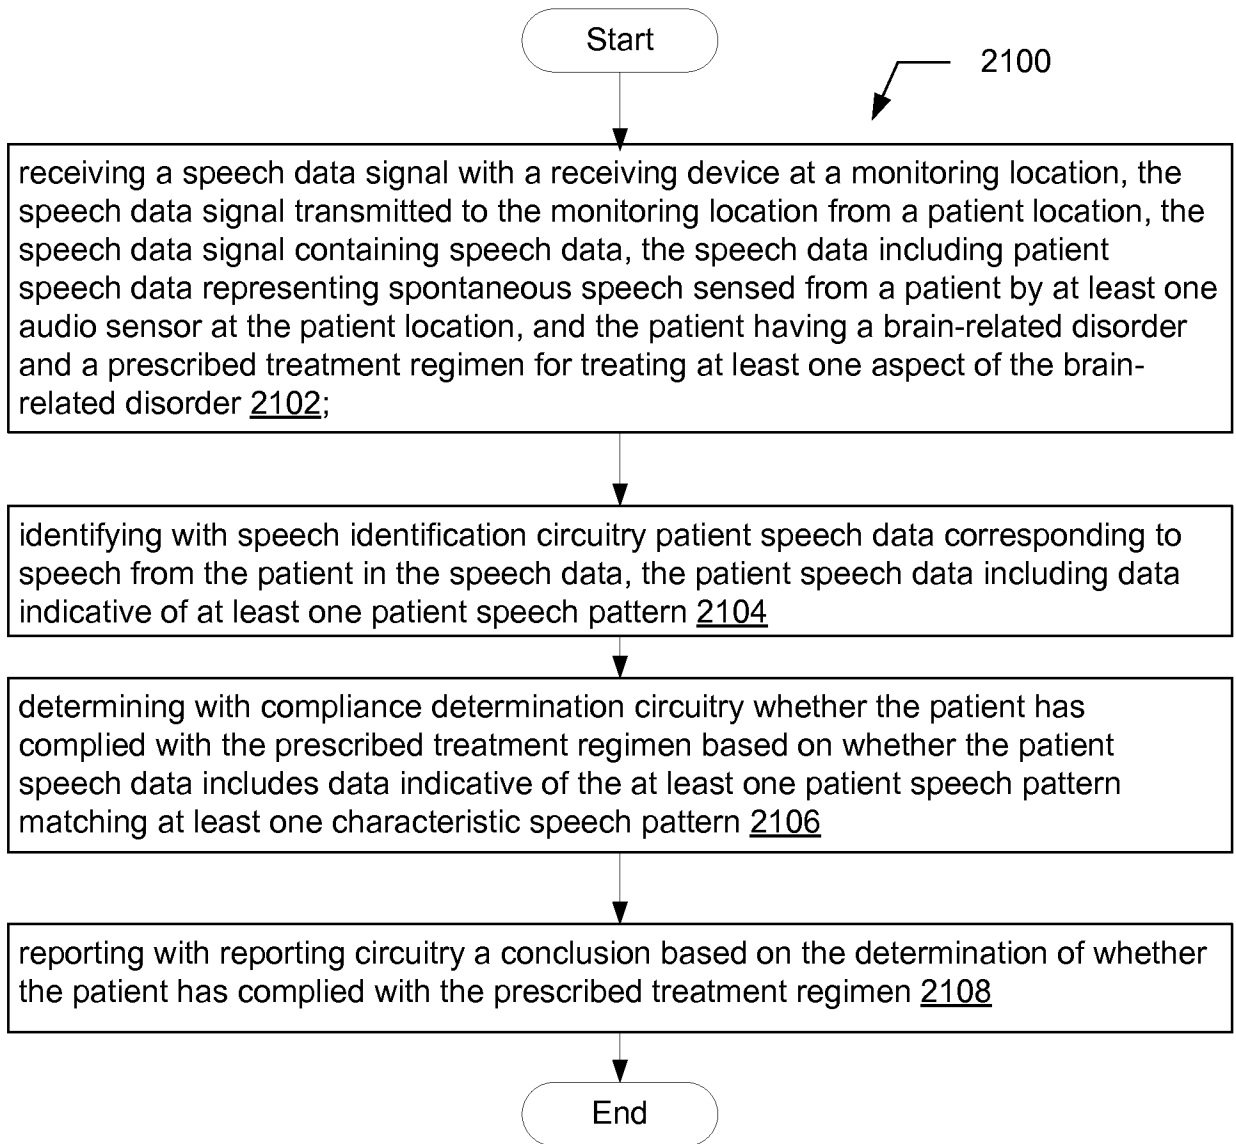 Start
2100
receiving a speech data signal with a receiving device at a monitoring location, the
speech data signal transmitted to the monitoring location from a patient location, the
speech data signal containing speech data, the speech data including patient
speech data representing spontaneous speech sensed from a patient by at least one
audio sensor at the patient location, and the patient having a brain-related disorder
and a prescribed treatment regimen for treating at least one aspect of the brain-
related disorder 2102;
identifying with speech identification circuitry patient speech data corresponding to
speech from the patient in the speech data, the patient speech data including data
indicative of at least one patient speech pattern 2104
determining with compliance determination circuitry whether the patient has
complied with the prescribed treatment regimen based on whether the patient
speech data includes data indicative of the at least one patient speech pattern
matching at least one characteristic speech pattern 2106
reporting with reporting circuitry a conclusion based on the determination of whether
the patient has complied with the prescribed treatment regimen 2108
End